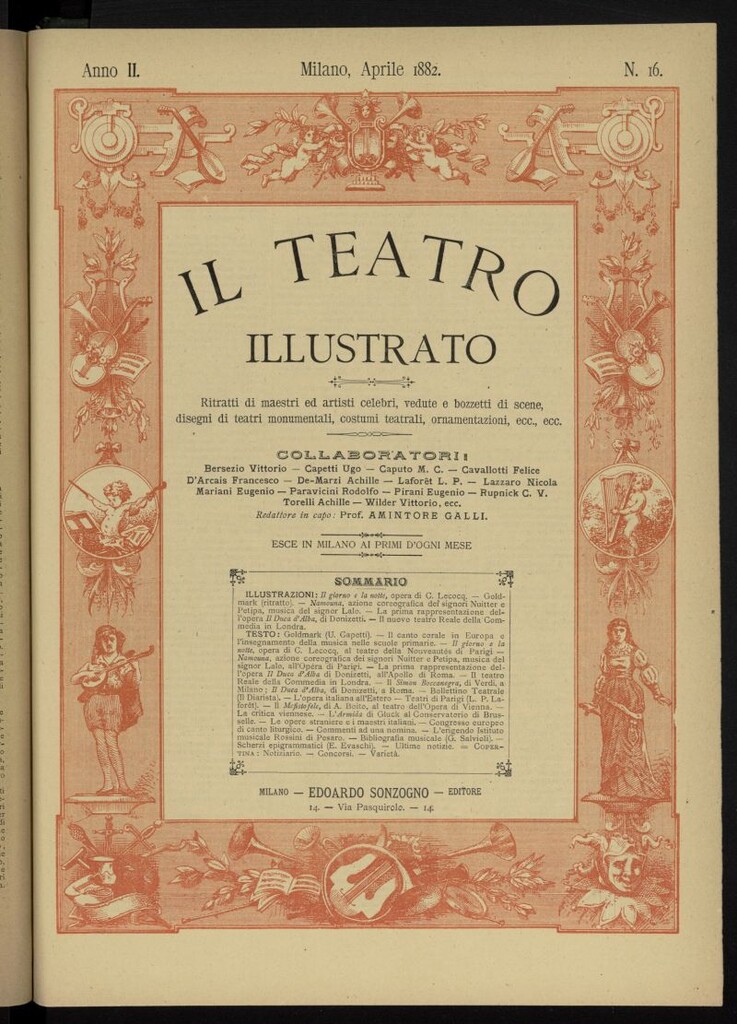 Anno II.
Milano, Aprile 1882.
N. 16.
IL TEATRO
ILLUSTRATO
Ritratti di maestri ed artisti celebri, vedute e bozzetti di scene,
disegni di teatri monumentali, costumi teatrali, ornamentazioni, ecc., ecc.
COLLABORATORI:
Bersezio Vittorio — Capetti Ugo — Caputo M. C. — Cavallotti Felice
D'Arcais Francesco — De-Marzi Achille — Laforêt L. P. — Lazzaro Nicola
Mariani Eugenio — Paravicini Rodolfo — Pirani Eugenio — Rupnick C. V.
Torelli Achille — Wilder Vittorio, ecc.
Redattore in capo: Prof. AMINTORE GALLI.
ESCE IN MILANO AI PRIMI D'OGNI MESE
SOMMARIO
ILLUSTRAZIONI: Il giorno e la notte, opera di C. Lecocq. — Gold-
mark (ritratto). — Namouna, azione coreografica dei signori Nuitter e
Petipa, musica del signor Lalo. — La prima rappresentazione del-
l'opera Il Duca d'Alba, di Donizetti. — Il nuovo teatro Reale della Com-
media in Londra.
TESTO: Goldmark (U. Capotti). — Il canto corale in Europa e
l'insegnamento della musica nelle scuole primarie. — Il giorno e la
notte, opera di C. Lecocq, al teatro della Nouveautés di Parigi —
Namouna, azione coreografica dei signori Nuitter e Petipa, musica del
signor Lalo, all'Opéra di Parigi. — La prima rappresentazione del-
l'opera Il Duca d'Alba di Donizetti, all'Apollo di Roma. — Il teatro
Reale della Commedia in Londra. — Il Simon Boccanegra, di Verdi, a
Milano; Il Duca d'Alba, di Donizetti, a Roma. — Bollettino Teatrale
(Il Diarista). — L'opera italiana all'Estero — Teatri di Parigi (L. P. La-
forêt). — Il Mefistofele, di A. Boito, al teatro dell'Opera di Vienna. —
La critica viennese. — L'Armida di Gluck al Conservatorio di Brus-
selle. — Le opere straniere e i maestri italiani. — Congresso europeo
di canto liturgico. — Commenti ad una nomina. — L'erigendo Istituto
musicale Rossini di Pesaro. — Bibliografia musicale (G. Salvioli). —
Scherzi epigrammatici (E. Evaschi). — Ultime notizie. = COPER-
TINA: Notiziario. — Concorsi. — Varietà.
MILANO — EDOARDO SONZOGNO — EDITORE
14. — Via Pasquirolo. — 14.